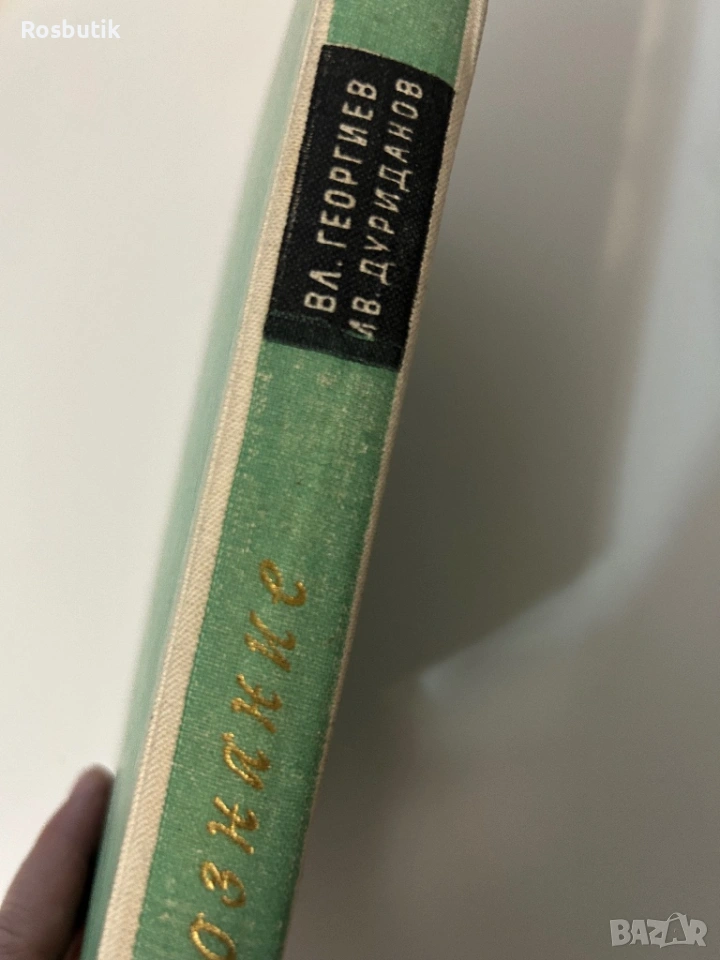 Rosbutik
ВЛ. ГЕОРГИЕВ
ИВ. ДУРИДАНОВ
ознание
BAZAR